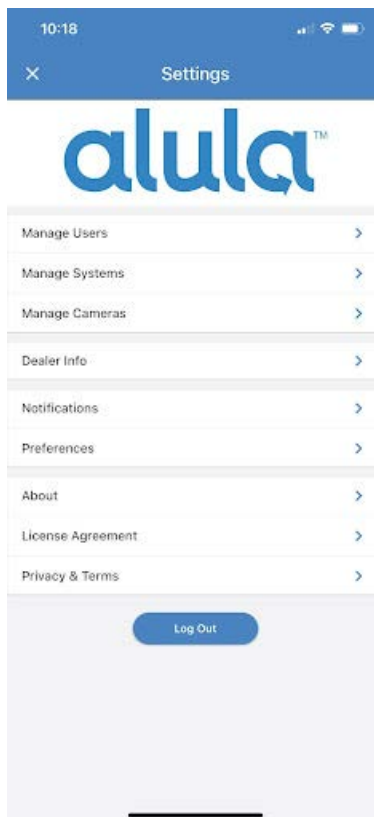 10:18
Settings
alula™
Manage Users
Manage Systems
Manage Cameras
Dealer Info
Notifications
Preferences
About
License Agreement
Privacy & Terms
Log Out